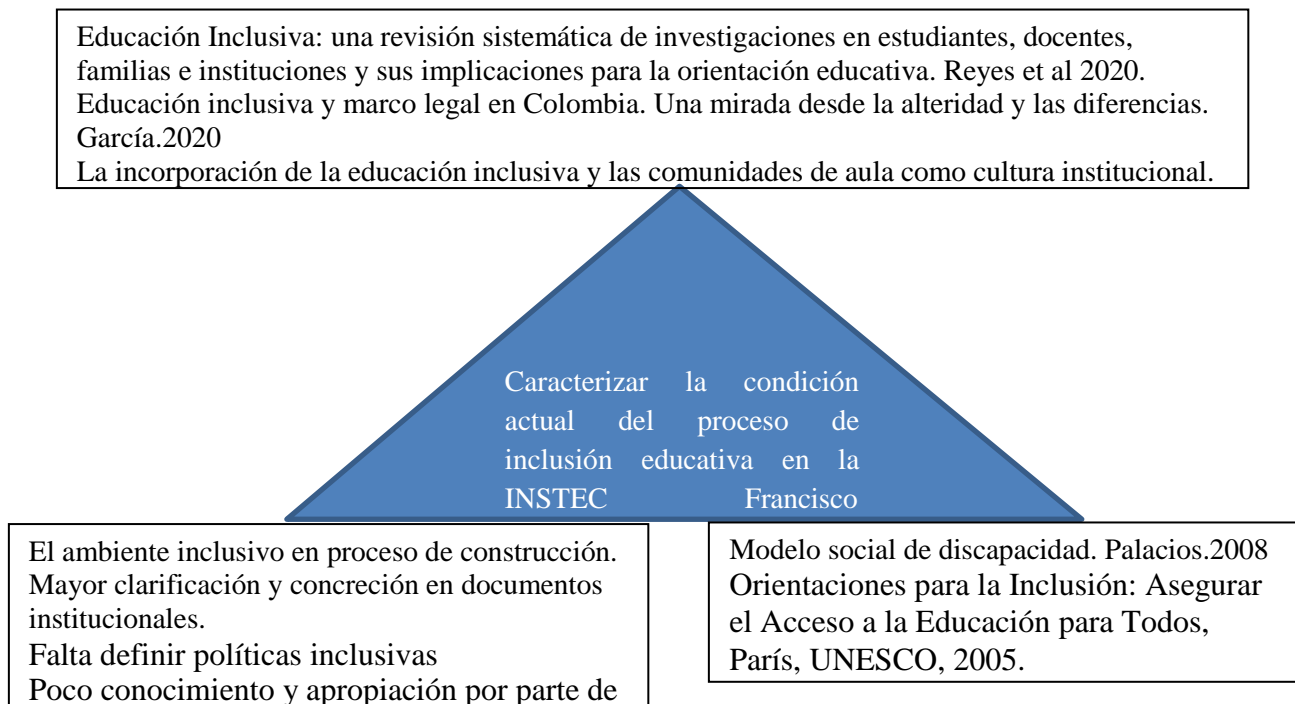 Educación Inclusiva: una revisión sistemática de investigaciones en estudiantes, docentes,
familias e instituciones y sus implicaciones para la orientación educativa. Reyes et al 2020.
Educación inclusiva y marco legal en Colombia. Una mirada desde la alteridad y las diferencias.
García.2020
La incorporación de la educación inclusiva y las comunidades de aula como cultura institucional.
Caracterizar la condición
actual del proceso de
inclusión educativa en la
INSTEC Francisco
El ambiente inclusivo en proceso de construcción.
Mayor clarificación y concreción en documentos
institucionales.
Falta definir políticas inclusivas
Poco conocimiento y apropiación por parte de
Modelo social de discapacidad. Palacios.2008
Orientaciones para la Inclusión: Asegurar
el Acceso a la Educación para Todos,
París, UNESCO, 2005.